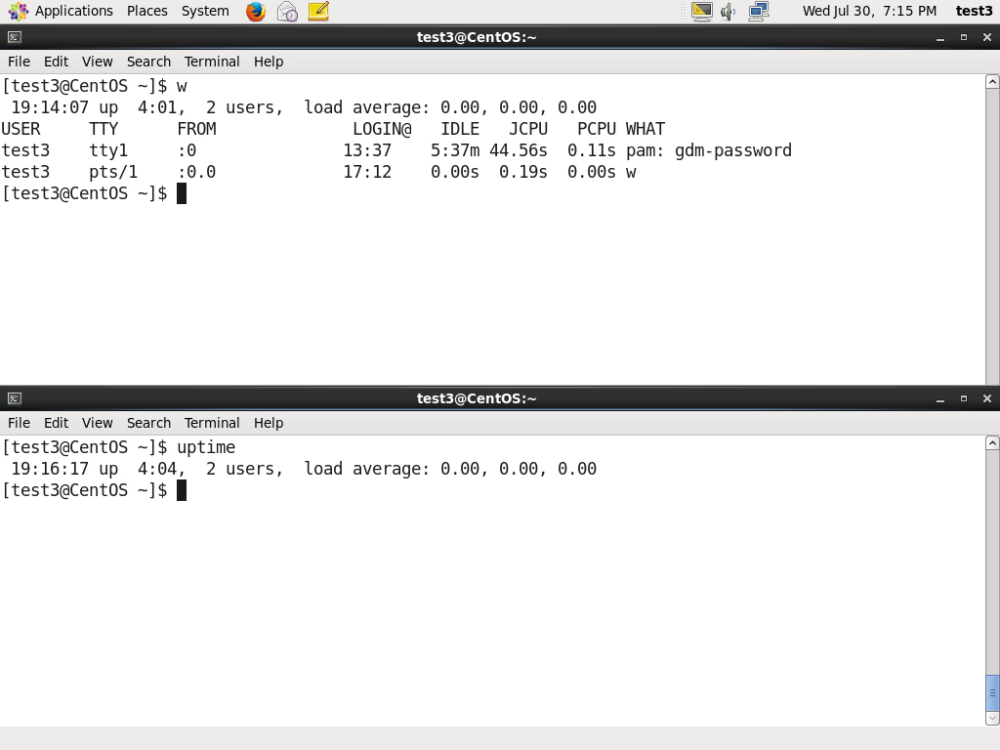 Applications Places System Wed Jul 30, 7:15 PM test3
test3@CentOS:~
File Edit View Search Terminal Help
[test3@CentOS ~]$ w
 19:14:07 up  4:01,  2 users,  load average: 0.00, 0.00, 0.00
USER     TTY      FROM              LOGIN@   IDLE   JCPU   PCPU WHAT
test3    tty1     :0               13:37    5:37m 44.56s  0.11s pam: gdm-password
test3    pts/1    :0.0             17:12    0.00s  0.19s  0.00s w
[test3@CentOS ~]$
test3@CentOS:~
File Edit View Search Terminal Help
[test3@CentOS ~]$ uptime
 19:16:17 up  4:04,  2 users,  load average: 0.00, 0.00, 0.00
[test3@CentOS ~]$